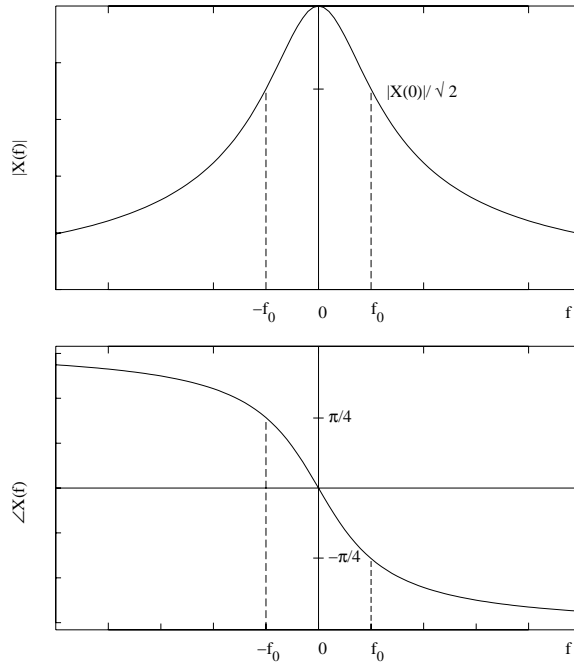 |X(f)|
|X(0)|/ √ 2
−f₀ 0 f₀ f
∠X(f)
π/4
−π/4
−f₀ 0 f₀ f